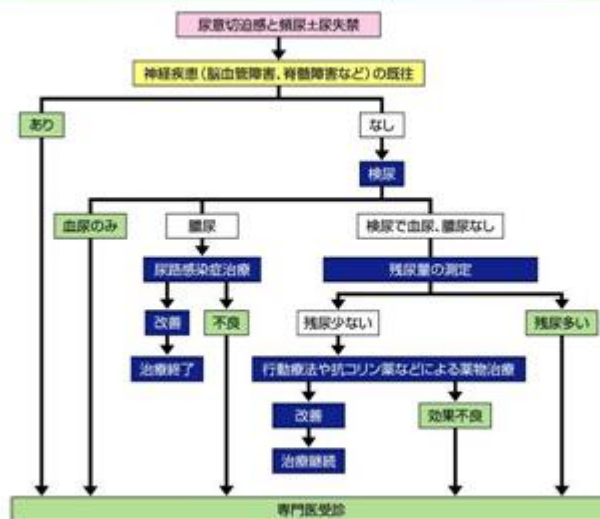 尿意切迫感と頻尿±尿失禁
神経疾患(脳血管障害、脊髄障害など)の既往
あり
なし
検尿
血尿のみ
膿尿
検尿で血尿、膿尿なし
尿路感染症治療
残尿量の測定
改善
不良
残尿少ない
残尿多い
治療終了
行動療法や抗コリン薬などによる薬物治療
改善
効果不良
治療継続
専門医受診